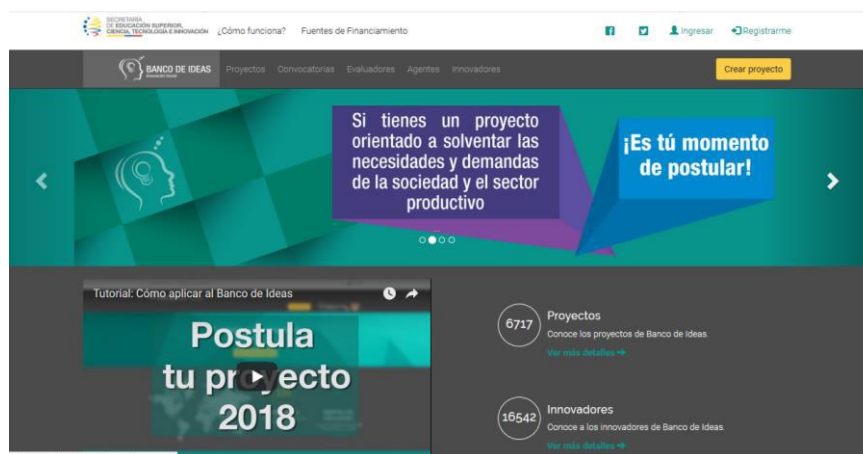 SECRETARÍA
DE EDUCACIÓN SUPERIOR,
CIENCIA, TECNOLOGÍA E INNOVACIÓN
¿Cómo funciona? Fuentes de Financiamiento
Ingresar Registrarme
BANCO DE IDEAS
Proyectos Convocatorias Evaluadores Agentes Innovadores
Crear proyecto
Si tienes un proyecto
orientado a solventar las
necesidades y demandas
de la sociedad y el sector
productivo
¡Es tú momento
de postular!
Tutorial: Cómo aplicar al Banco de Ideas
Postula
tu proyecto
2018
6717
Proyectos
Conoce los proyectos de Banco de Ideas.
Ver más detalles
16542
Innovadores
Conoce a los innovadores de Banco de Ideas.
Ver más detalles